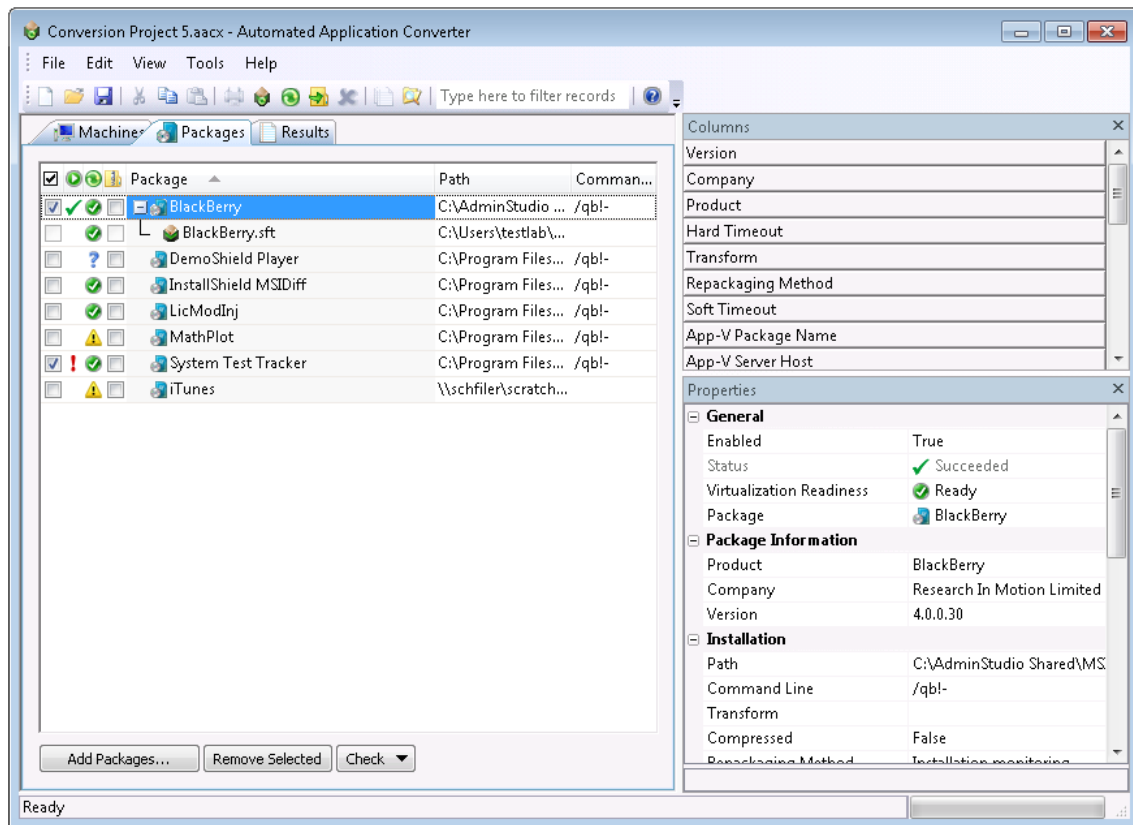 Conversion Project 5.aacx - Automated Application Converter
File Edit View Tools Help
Type here to filter records
Machines Packages Results
Package Path Comman...
BlackBerry C:\AdminStudio ... /qb!-
BlackBerry.sft C:\Users\testlab\...
DemoShield Player C:\Program Files... /qb!-
InstallShield MSIDiff C:\Program Files... /qb!-
LicModInj C:\Program Files... /qb!-
MathPlot C:\Program Files... /qb!-
System Test Tracker C:\Program Files... /qb!-
iTunes \\schfiler\scratch...
Add Packages... Remove Selected Check
Columns
Version
Company
Product
Hard Timeout
Transform
Repackaging Method
Soft Timeout
App-V Package Name
App-V Server Host
Properties
General
Enabled True
Status Succeeded
Virtualization Readiness Ready
Package BlackBerry
Package Information
Product BlackBerry
Company Research In Motion Limited
Version 4.0.0.30
Installation
Path C:\AdminStudio Shared\MS
Command Line /qb!-
Transform
Compressed False
Repackaging Method Installation monitoring
Ready